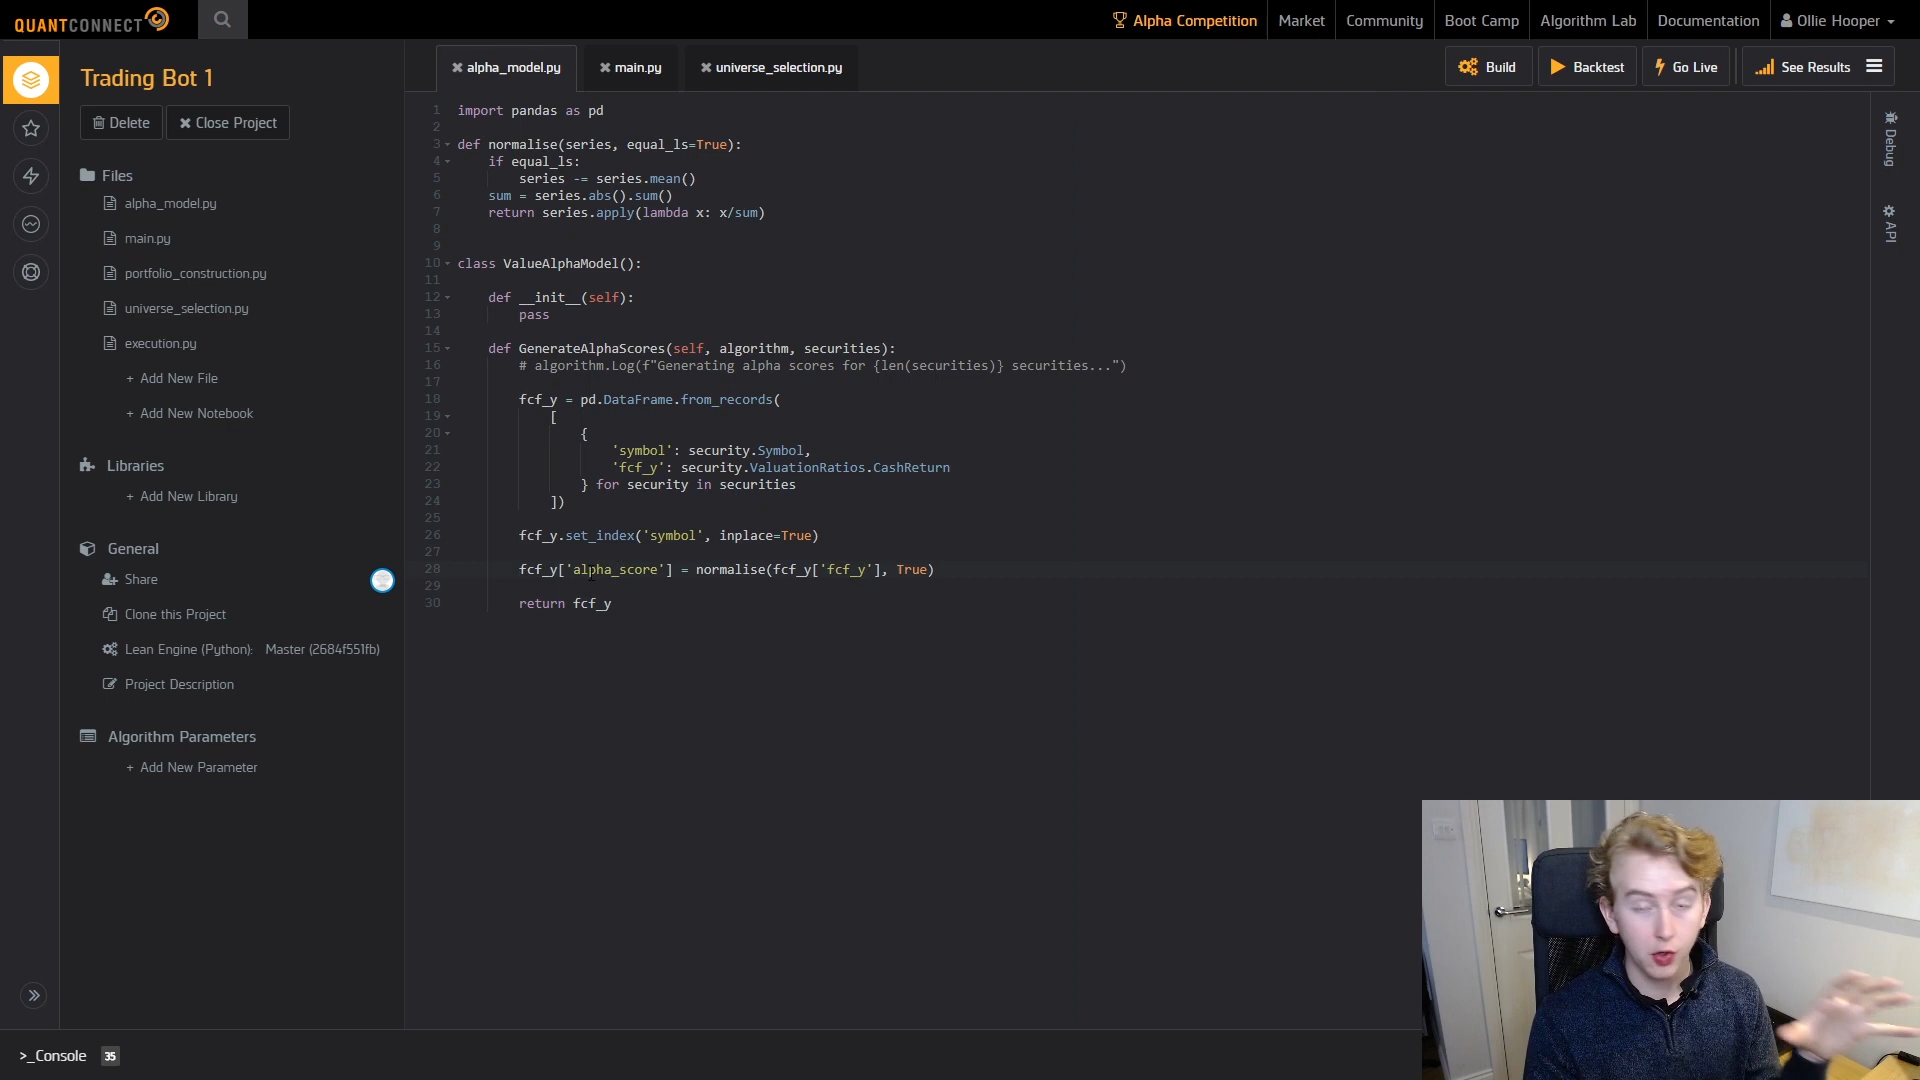 QUANTCONNECT
Alpha Competition
Market
Community
Boot Camp
Algorithm Lab
Documentation
Ollie Hooper
Trading Bot 1
Delete
Close Project
Files
alpha_model.py
main.py
portfolio_construction.py
universe_selection.py
execution.py
+ Add New File
+ Add New Notebook
Libraries
+ Add New Library
General
Share
Clone this Project
Lean Engine (Python): Master (2684f551fb)
Project Description
Algorithm Parameters
+ Add New Parameter
>_Console 35
alpha_model.py
main.py
universe_selection.py
Build
Backtest
Go Live
See Results
Debug
API
1 import pandas as pd
2
3 def normalise(series, equal_ls=True):
4 if equal_ls:
5 series -= series.mean()
6 sum = series.abs().sum()
7 return series.apply(lambda x: x/sum)
8
9
10 class ValueAlphaModel():
11
12 def __init__(self):
13 pass
14
15 def GenerateAlphaScores(self, algorithm, securities):
16 # algorithm.Log(f"Generating alpha scores for {len(securities)} securities...")
17
18 fcf_y = pd.DataFrame.from_records(
19 [
20 {
21 'symbol': security.Symbol,
22 'fcf_y': security.ValuationRatios.CashReturn
23 } for security in securities
24 ])
25
26 fcf_y.set_index('symbol', inplace=True)
27
28 fcf_y['alpha_score'] = normalise(fcf_y['fcf_y'], True)
29
30 return fcf_y